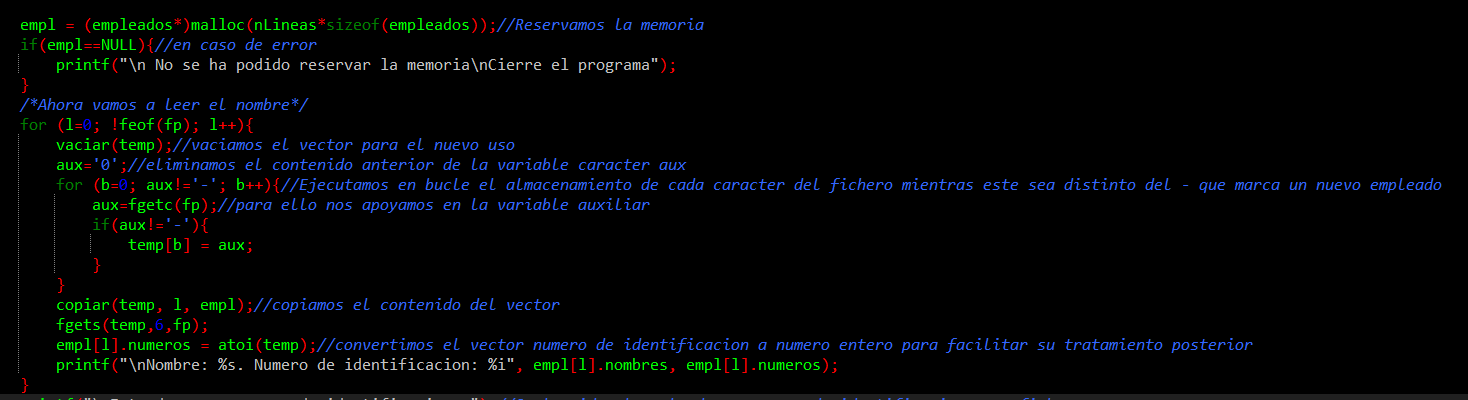 empl = (empleados*)malloc(nLineas*sizeof(empleados));//Reservamos la memoria
if(empl==NULL){//en caso de error
printf("\n No se ha podido reservar la memoria\nCierre el programa");
}
/*Ahora vamos a leer el nombre*/
for (l=0; !feof(fp); l++){
vaciar(temp);//vaciamos el vector para el nuevo uso
aux='0';//eliminamos el contenido anterior de la variable caracter aux
for (b=0; aux!='-'; b++){//Ejecutamos en bucle el almacenamiento de cada caracter del fichero mientras este sea distinto del - que marca un nuevo empleado
aux=fgetc(fp);//para ello nos apoyamos en la variable auxiliar
if(aux!='-'){
temp[b] = aux;
}
}
copiar(temp, l, empl);//copiamos el contenido del vector
fgets(temp,6,fp);
empl[l].numeros = atoi(temp);//convertimos el vector numero de identificacion a numero entero para facilitar su tratamiento posterior
printf("\nNombre: %s. Numero de identificacion: %i", empl[l].nombres, empl[l].numeros);
}